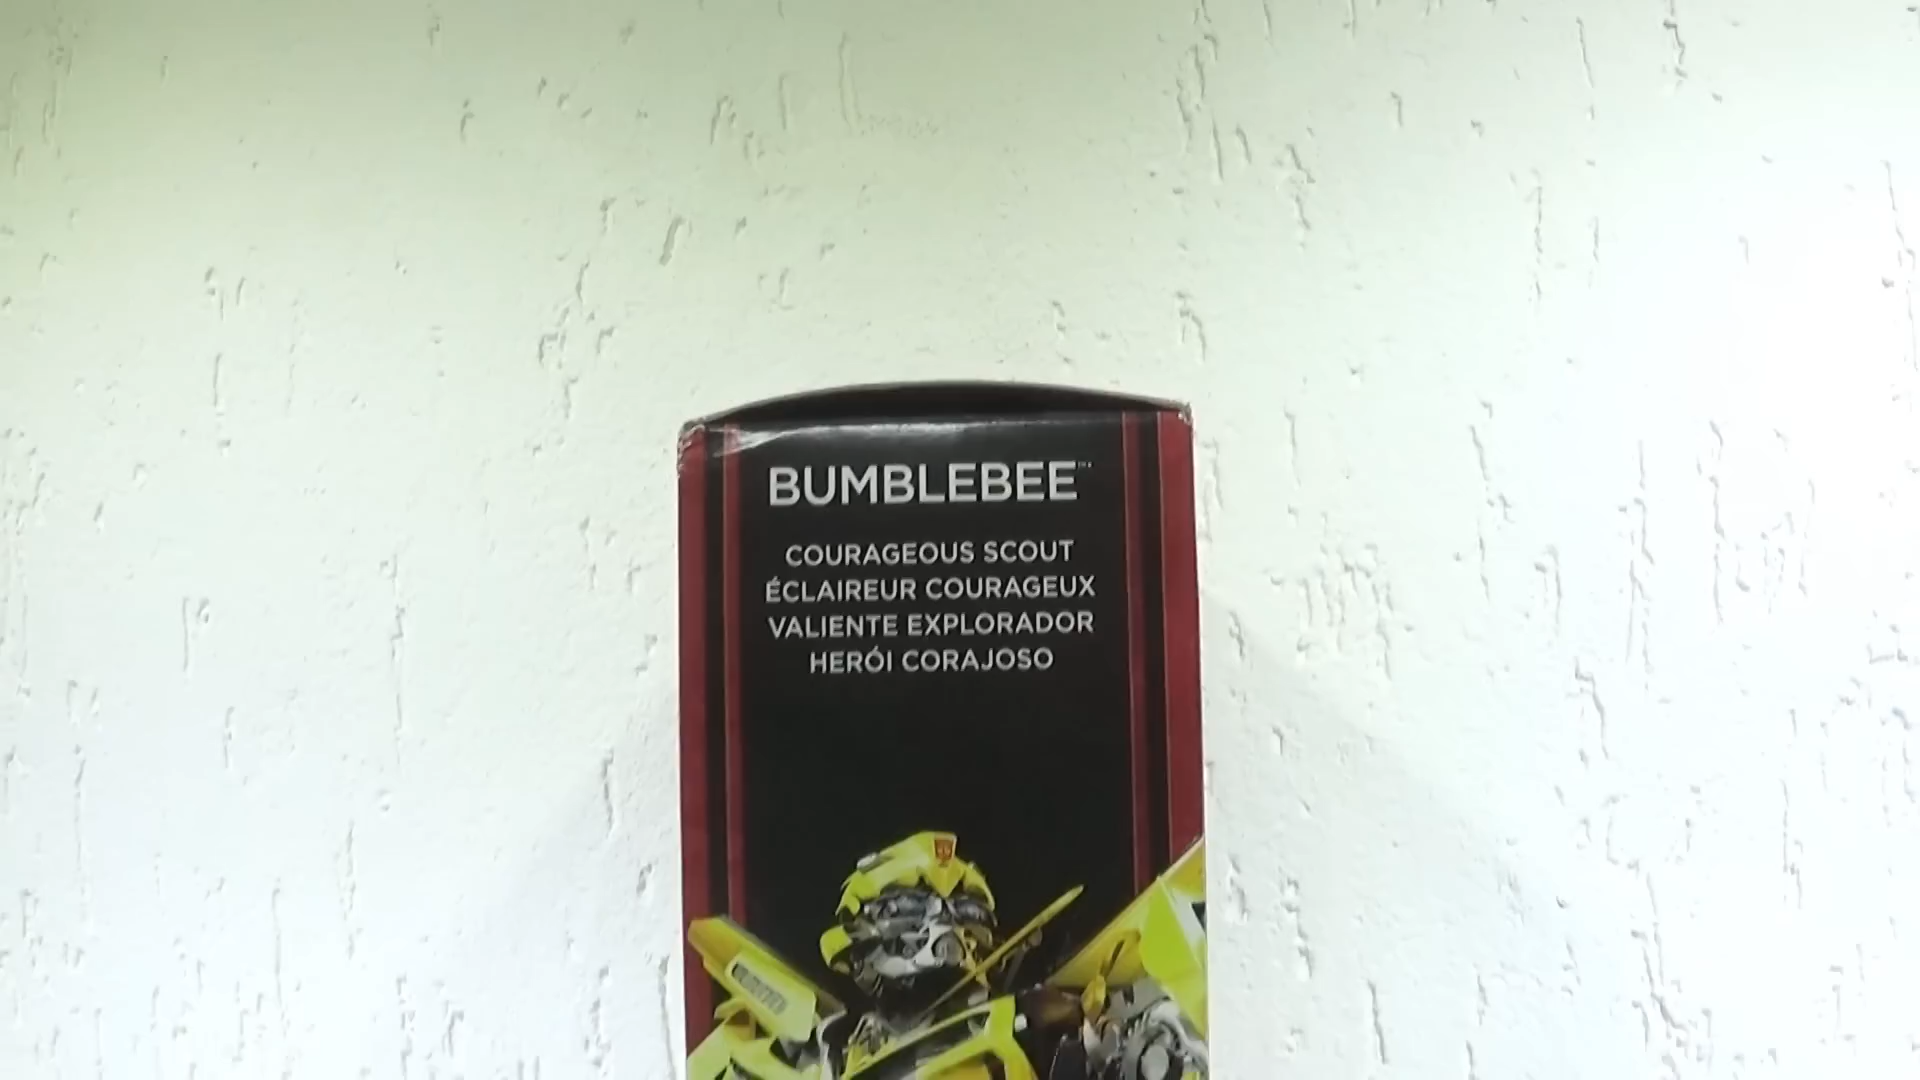 BUMBLEBEE™
COURAGEOUS SCOUT
ÉCLAIREUR COURAGEUX
VALIENTE EXPLORADOR
HERÓI CORAJOSO